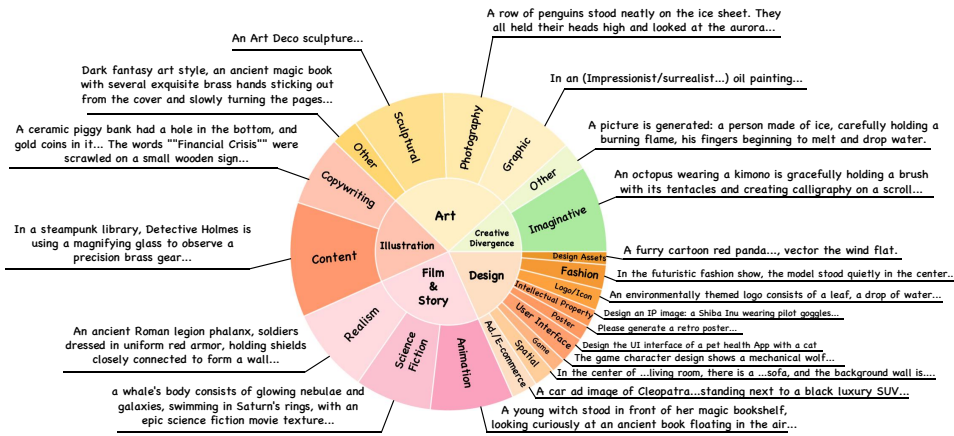 A row of penguins stood neatly on the ice sheet. They
all held their heads high and looked at the aurora...
An Art Deco sculpture...
Dark fantasy art style, an ancient magic book
with several exquisite brass hands sticking out
from the cover and slowly turning the pages...
In an (Impressionist/surrealist...) oil painting...
A ceramic piggy bank had a hole in the bottom, and
gold coins in it... The words ""Financial Crisis"" were
scrawled on a small wooden sign...
A picture is generated: a person made of ice, carefully holding a
burning flame, his fingers beginning to melt and drop water.
An octopus wearing a kimono is gracefully holding a brush
with its tentacles and creating calligraphy on a scroll...
In a steampunk library, Detective Holmes is
using a magnifying glass to observe a
precision brass gear...
A furry cartoon red panda..., vector the wind flat.
In the futuristic fashion show, the model stood quietly in the center...
An environmentally themed logo consists of a leaf, a drop of water...
Design an IP image: a Shiba Inu wearing pilot goggles...
Please generate a retro poster...
Design the UI interface of a pet health App with a cat
The game character design shows a mechanical wolf...
In the center of ...living room, there is a ...sofa, and the background wall is....
A car ad image of Cleopatra...standing next to a black luxury SUV...
A young witch stood in front of her magic bookshelf,
looking curiously at an ancient book floating in the air...
An ancient Roman legion phalanx, soldiers
dressed in uniform red armor, holding shields
closely connected to form a wall...
a whale's body consists of glowing nebulae and
galaxies, swimming in Saturn's rings, with an
epic science fiction movie texture...
Other
Sculptural
Photography
Graphic
Other
Imaginative
Copywriting
Content
Art
Creative
Divergence
Illustration
Film
&
Story
Design
Design Assets
Fashion
Logo/Icon
Intellectual Property
Poster
User Interface
Game
Spatial
Ad./E-commerce
Realism
Science
Fiction
Animation